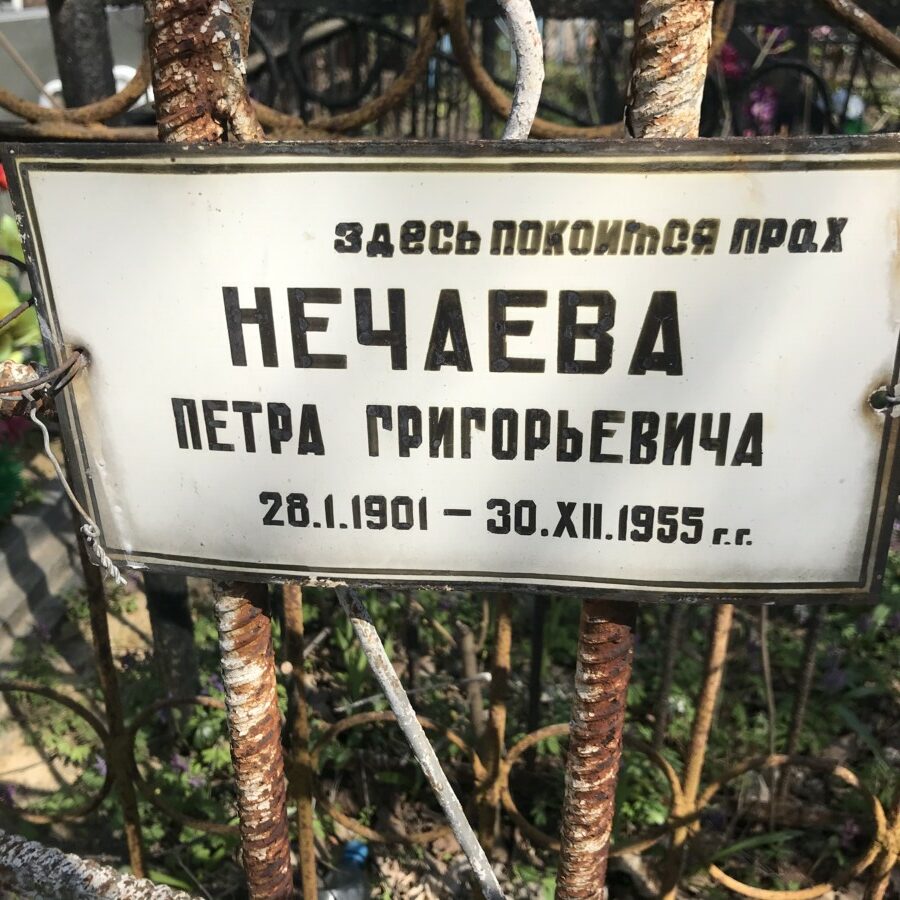 здесь покоится прах
НЕЧАЕВА
ПЕТРА ГРИГОРЬЕВИЧА
28.I.1901 – 30.XII.1955 г.г.